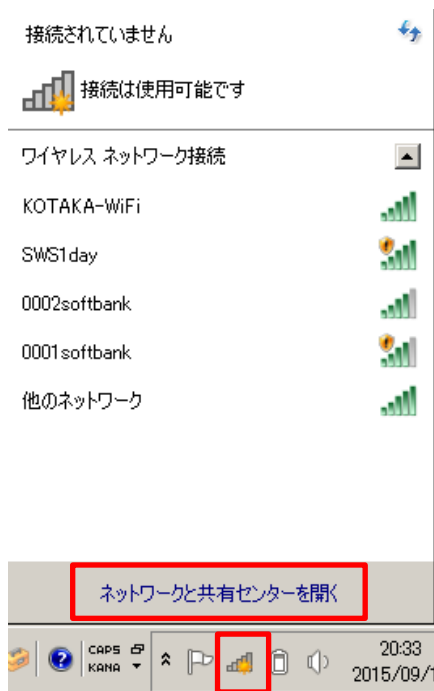 接続されていません
接続は使用可能です
ワイヤレス ネットワーク接続
KOTAKA-WiFi
SWS1day
0002softbank
0001softbank
他のネットワーク
ネットワークと共有センターを開く
CAPS
KANA
20:33
2015/09/1